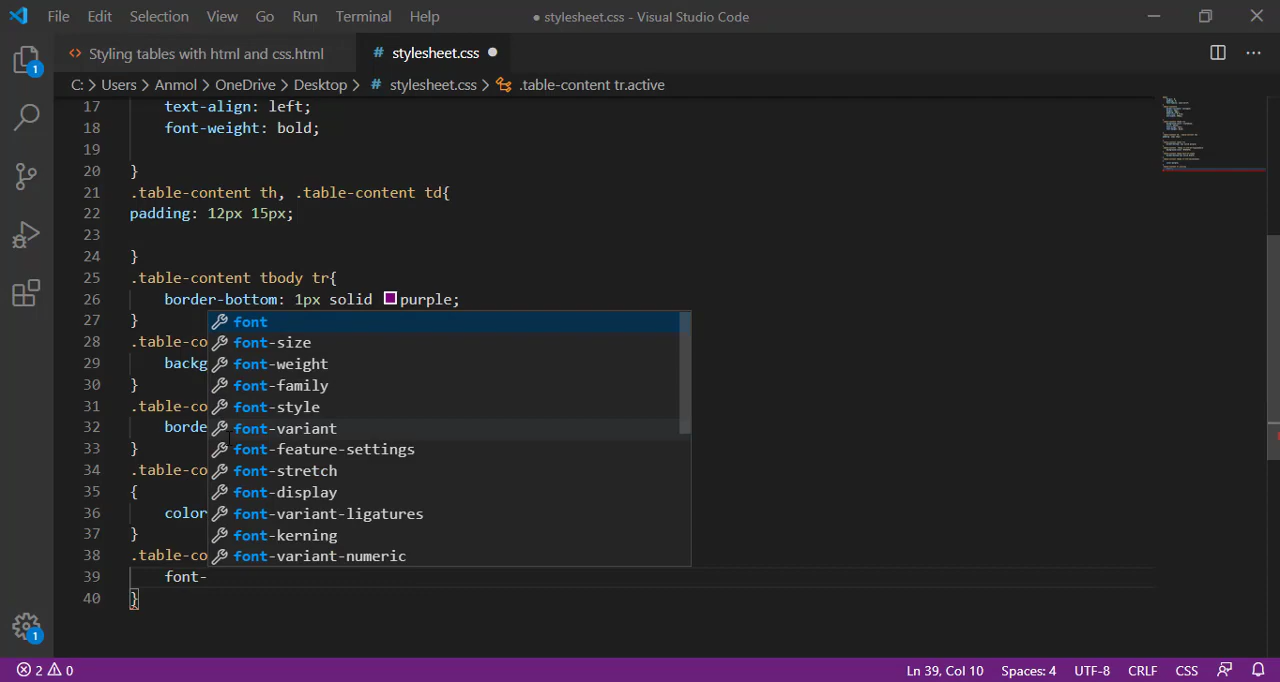 File Edit Selection View Go Run Terminal Help ● stylesheet.css - Visual Studio Code
<> Styling tables with html and css.html # stylesheet.css ●
C: > Users > Anmol > OneDrive > Desktop > # stylesheet.css > .table-content tr.active
17 text-align: left;
18 font-weight: bold;
19
20 }
21 .table-content th, .table-content td{
22 padding: 12px 15px;
23
24 }
25 .table-content tbody tr{
26 border-bottom: 1px solid purple;
27 }
28 .table-co
29 backg
30 }
31 .table-co
32 borde
33 }
34 .table-co
35 {
36 color
37 }
38 .table-co
39 font-
40 }
font
font-size
font-weight
font-family
font-style
font-variant
font-feature-settings
font-stretch
font-display
font-variant-ligatures
font-kerning
font-variant-numeric
1
1
2 0 Ln 39, Col 10 Spaces: 4 UTF-8 CRLF CSS